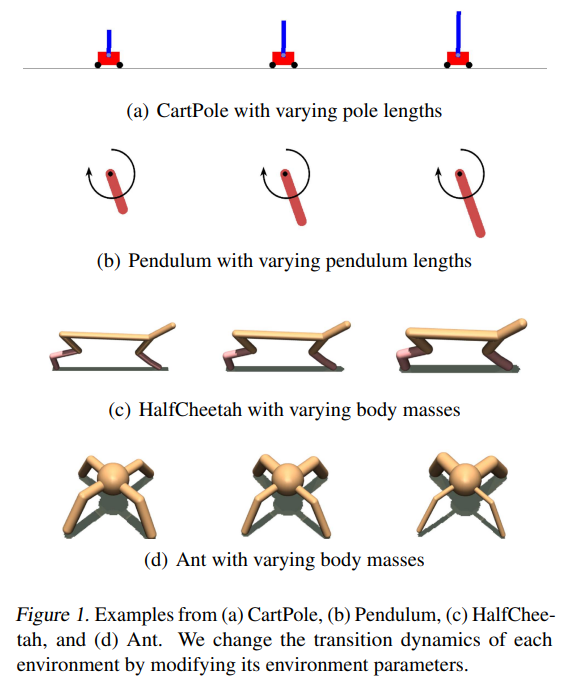 (a) CartPole with varying pole lengths
(b) Pendulum with varying pendulum lengths
(c) HalfCheetah with varying body masses
(d) Ant with varying body masses
Figure 1. Examples from (a) CartPole, (b) Pendulum, (c) HalfChee-
tah, and (d) Ant. We change the transition dynamics of each
environment by modifying its environment parameters.